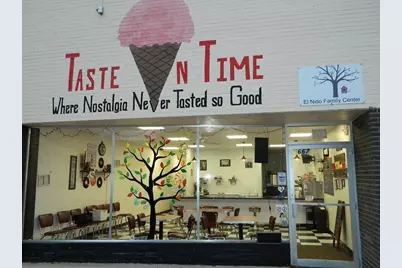 TASTE N TIME
Where Nostalgia Never Tasted so Good
El Nido Family Center
667